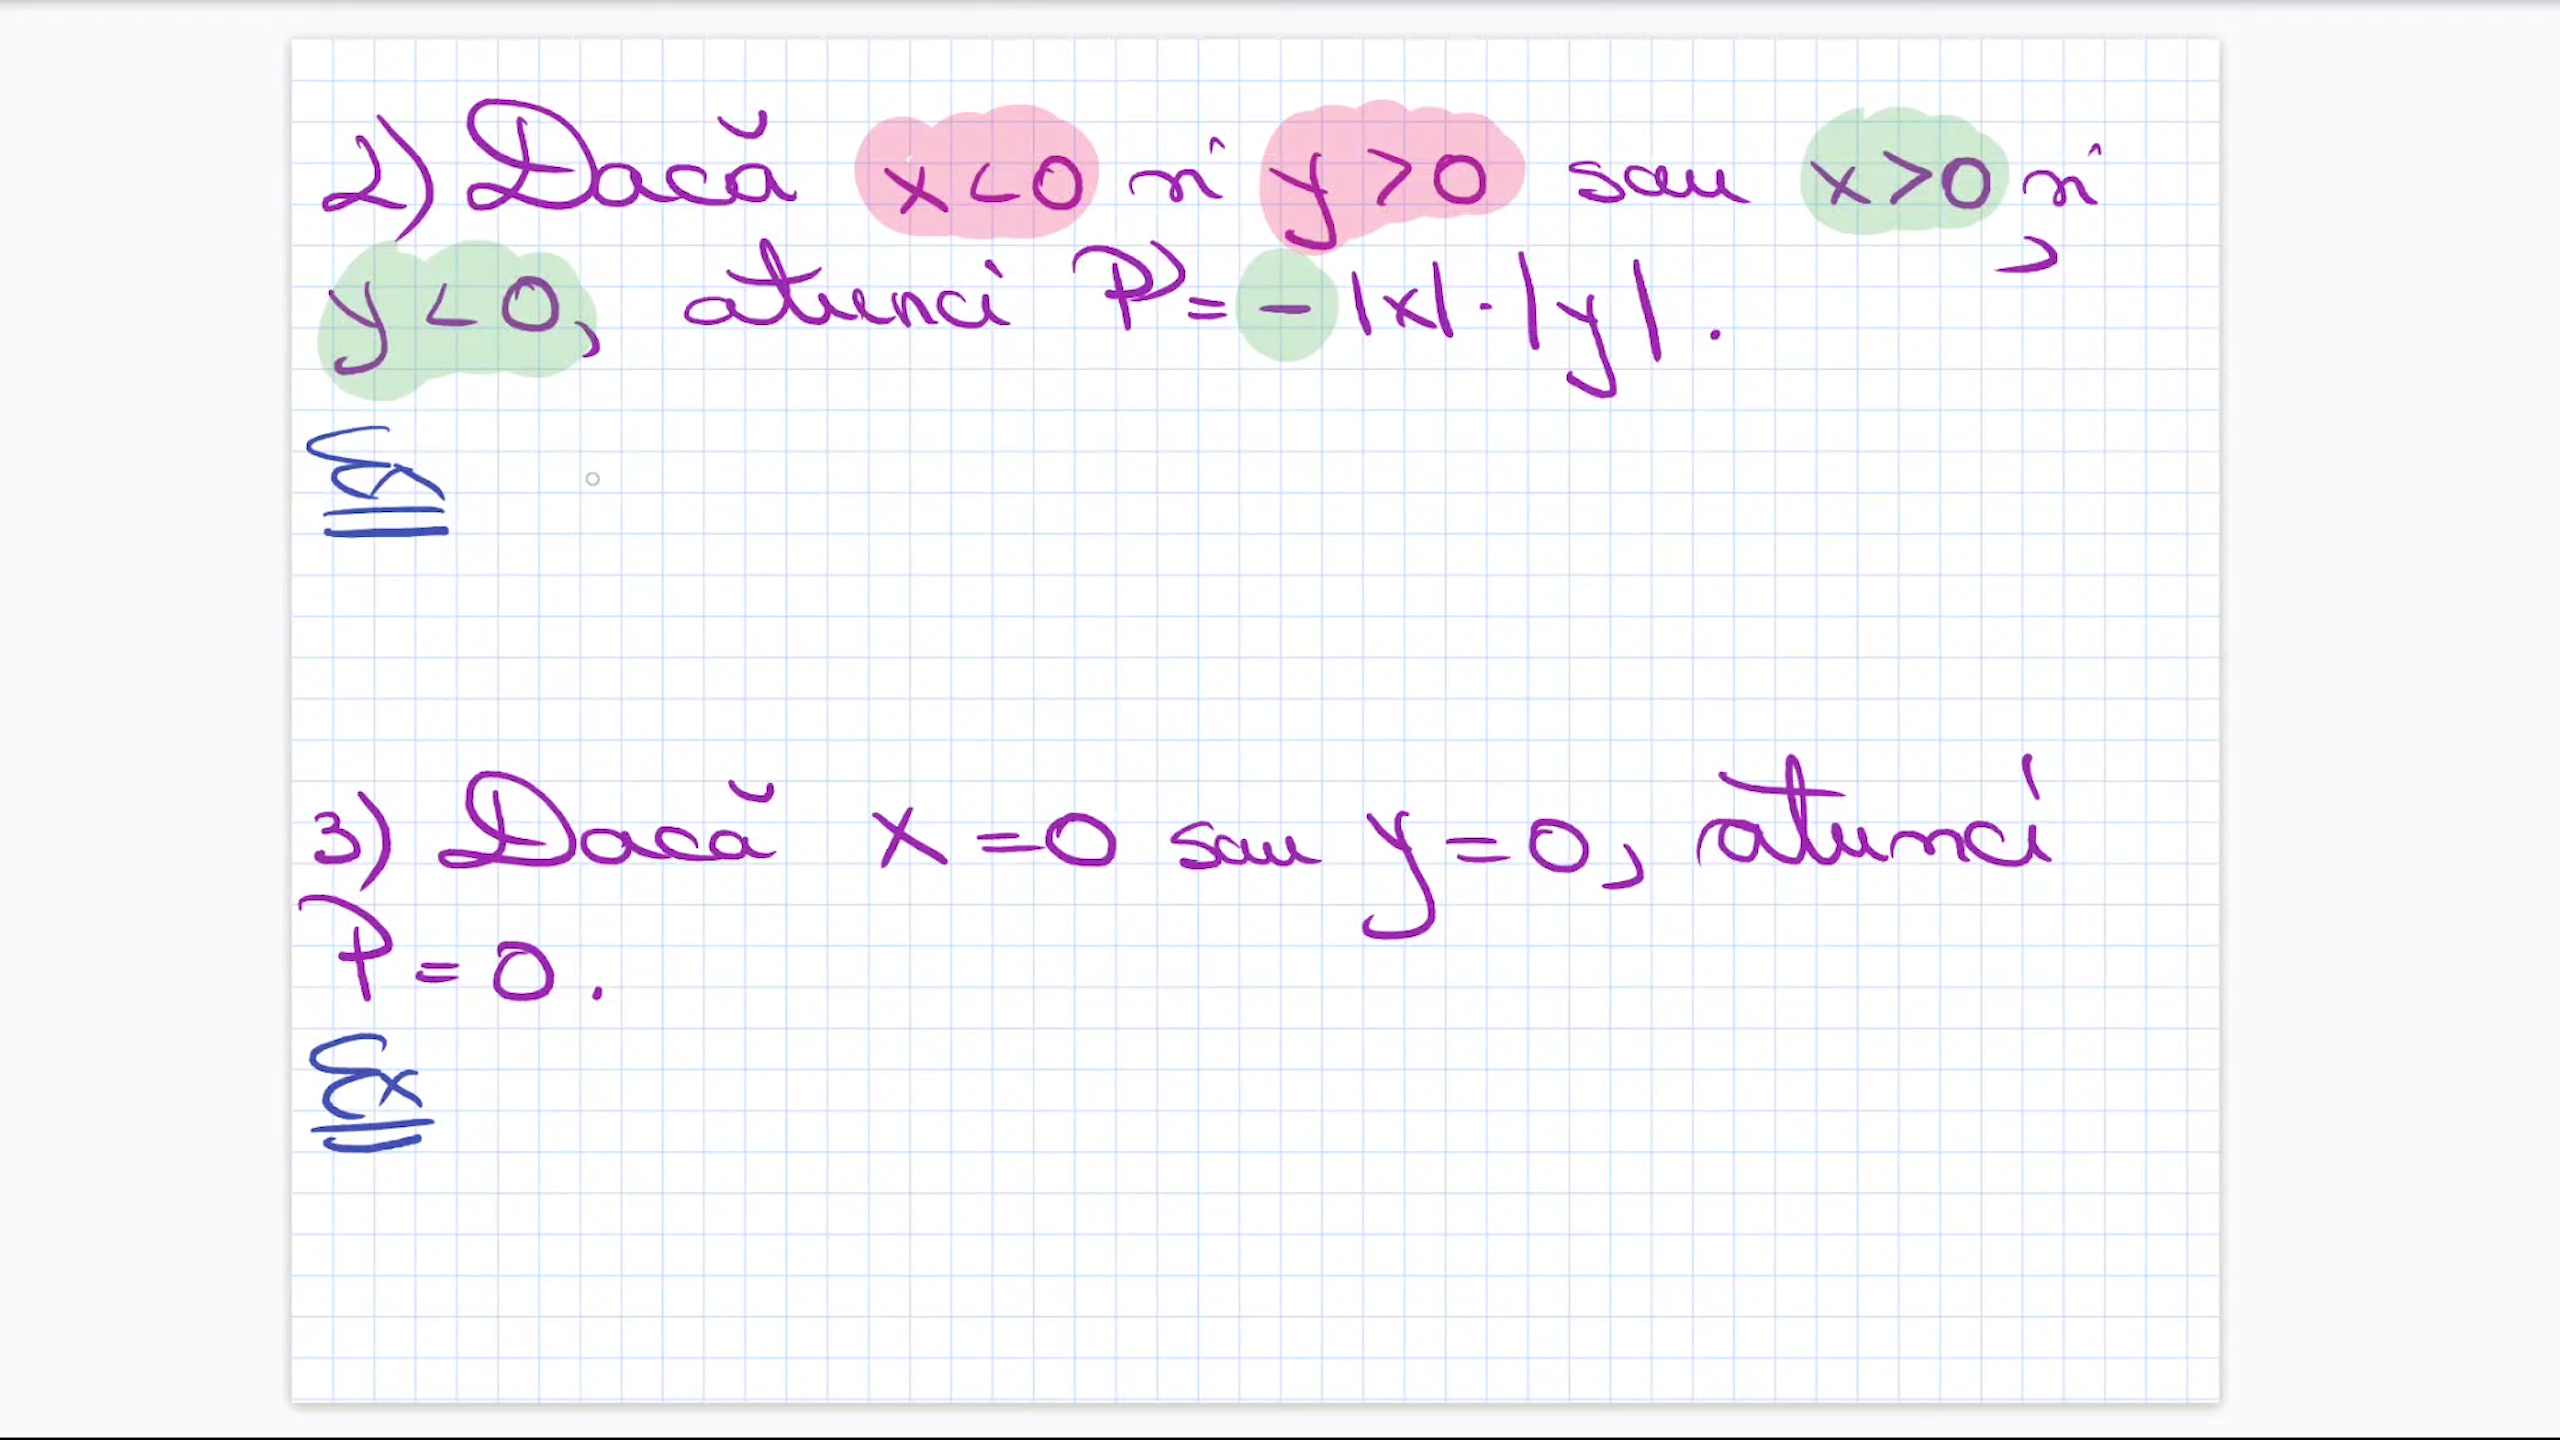 2) Dacă x<0 și y>0 sau x>0 și
y<0, atunci P=-|x|·|y|.
Ex
3) Dacă x=0 sau y=0, atunci
P=0.
Ex